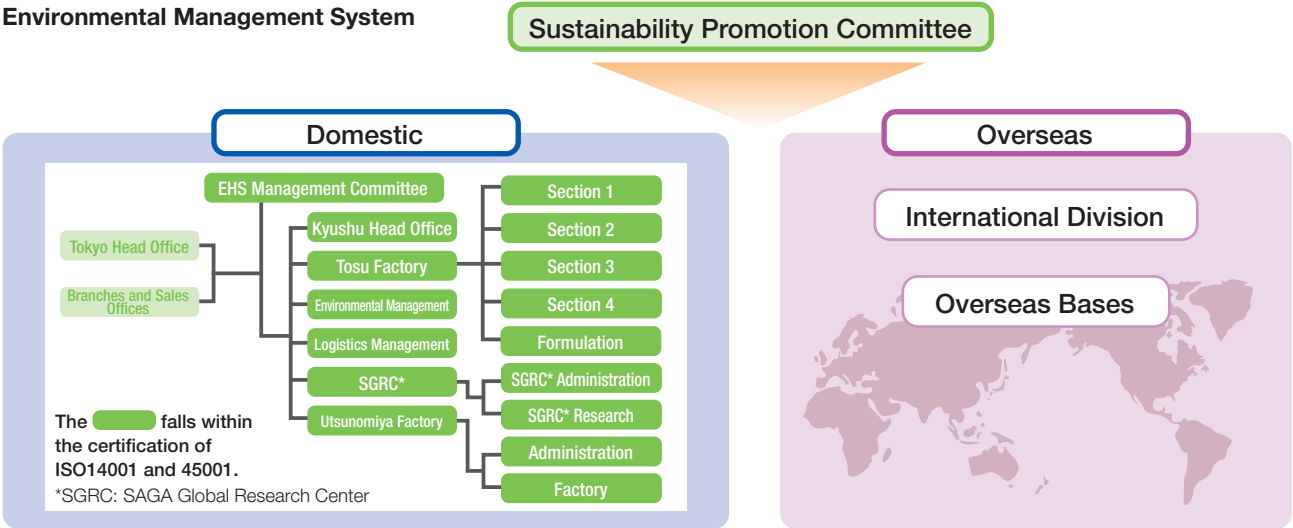 Environmental Management System
Sustainability Promotion Committee
Domestic
EHS Management Committee
Tokyo Head Office
Branches and Sales
Offices
Kyushu Head Office
Tosu Factory
Environmental Management
Logistics Management
SGRC*
Utsunomiya Factory
Section 1
Section 2
Section 3
Section 4
Formulation
SGRC* Administration
SGRC* Research
Administration
Factory
The falls within
the certification of
ISO14001 and 45001.
*SGRC: SAGA Global Research Center
Overseas
International Division
Overseas Bases